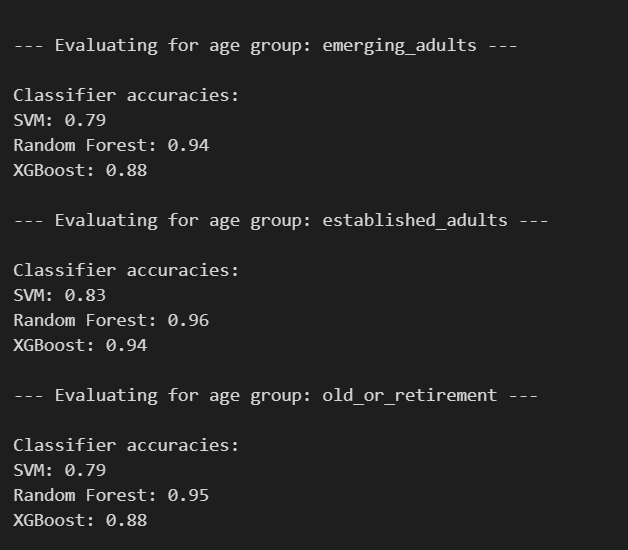 --- Evaluating for age group: emerging_adults ---
Classifier accuracies:
SVM: 0.79
Random Forest: 0.94
XGBoost: 0.88
--- Evaluating for age group: established_adults ---
Classifier accuracies:
SVM: 0.83
Random Forest: 0.96
XGBoost: 0.94
--- Evaluating for age group: old_or_retirement ---
Classifier accuracies:
SVM: 0.79
Random Forest: 0.95
XGBoost: 0.88